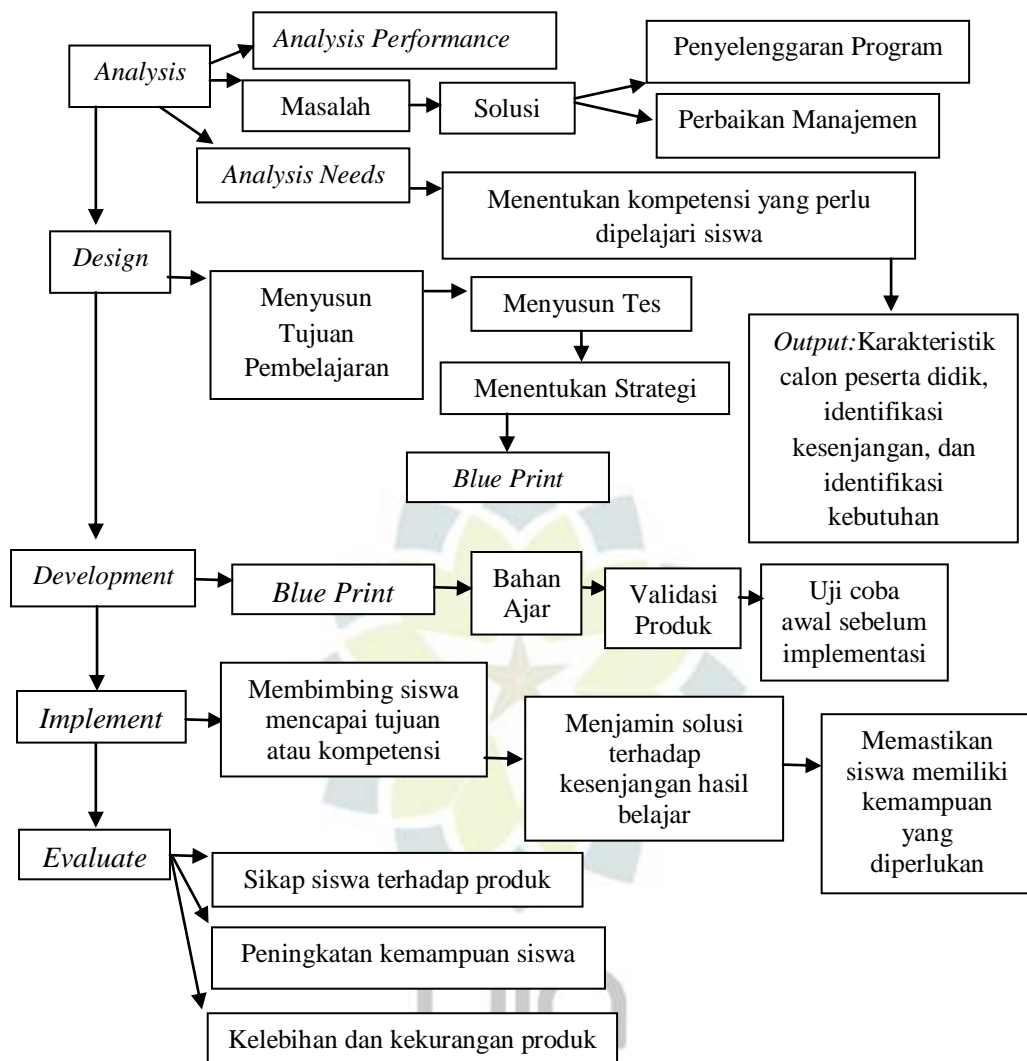 Analysis
Analysis Performance
Masalah
Solusi
Penyelenggaran Program
Perbaikan Manajemen
Analysis Needs
Menentukan kompetensi yang perlu
dipelajari siswa
Output:Karakteristik
calon peserta didik,
identifikasi
kesenjangan, dan
identifikasi
kebutuhan
Design
Menyusun
Tujuan
Pembelajaran
Menyusun Tes
Menentukan Strategi
Blue Print
Development
Blue Print
Bahan
Ajar
Validasi
Produk
Uji coba
awal sebelum
implementasi
Implement
Membimbing siswa
mencapai tujuan
atau kompetensi
Menjamin solusi
terhadap
kesenjangan hasil
belajar
Memastikan
siswa memiliki
kemampuan
yang
diperlukan
Evaluate
Sikap siswa terhadap produk
Peningkatan kemampuan siswa
Kelebihan dan kekurangan produk